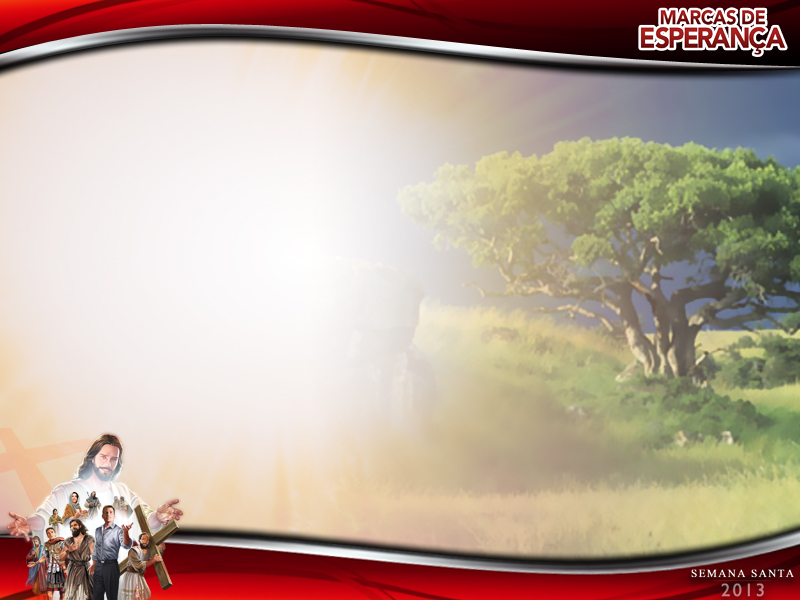 MARCAS DE
ESPERANÇA
SEMANA SANTA
2013